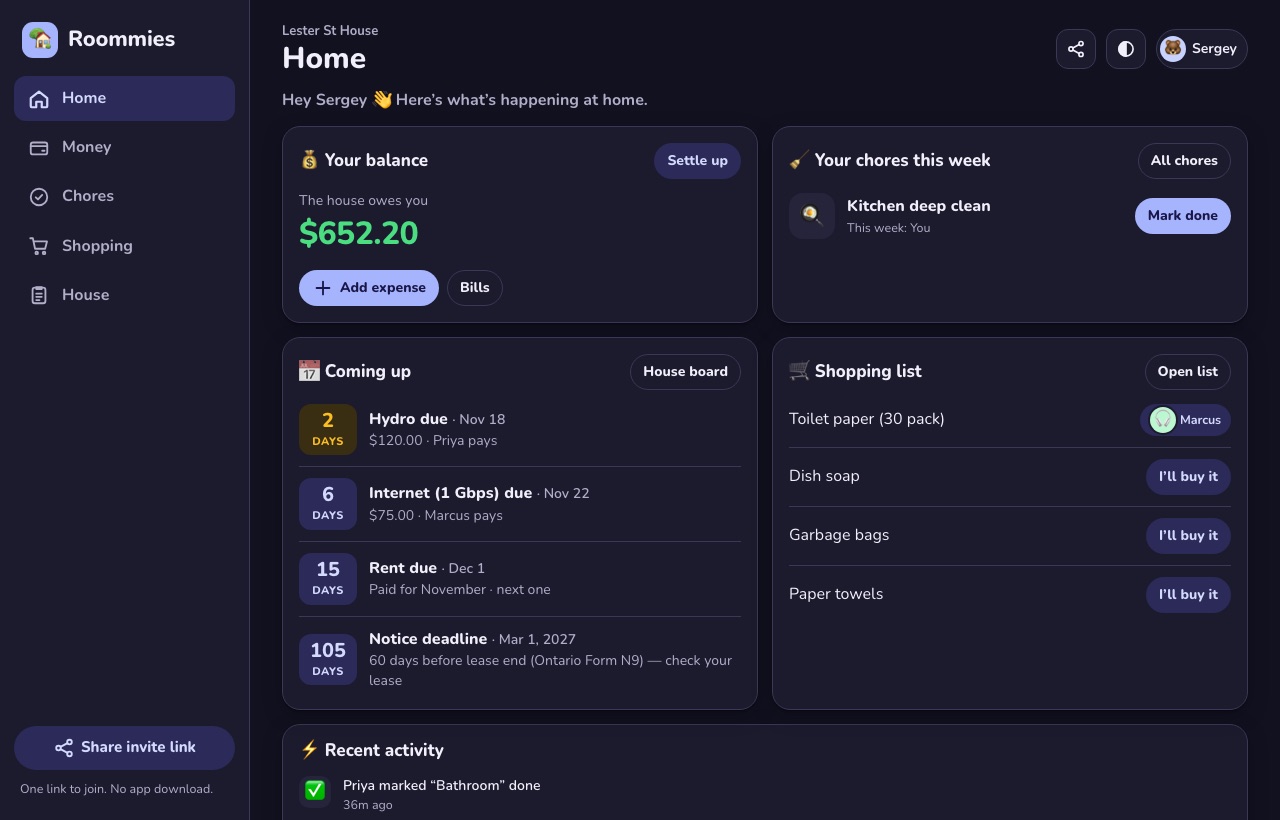 Roommies
Home
Money
Chores
Shopping
House
Share invite link
One link to join. No app download.
Lester St House
Home
Sergey
Hey Sergey 👋 Here’s what’s happening at home.
💰 Your balance
Settle up
The house owes you
$652.20
Add expense
Bills
🧹 Your chores this week
All chores
Kitchen deep clean
This week: You
Mark done
📅 Coming up
House board
2
DAYS
Hydro due · Nov 18
$120.00 · Priya pays
6
DAYS
Internet (1 Gbps) due · Nov 22
$75.00 · Marcus pays
15
DAYS
Rent due · Dec 1
Paid for November · next one
105
DAYS
Notice deadline · Mar 1, 2027
60 days before lease end (Ontario Form N9) — check your
lease
🛒 Shopping list
Open list
Toilet paper (30 pack)
Marcus
Dish soap
I’ll buy it
Garbage bags
I’ll buy it
Paper towels
I’ll buy it
⚡ Recent activity
Priya marked “Bathroom” done
36m ago